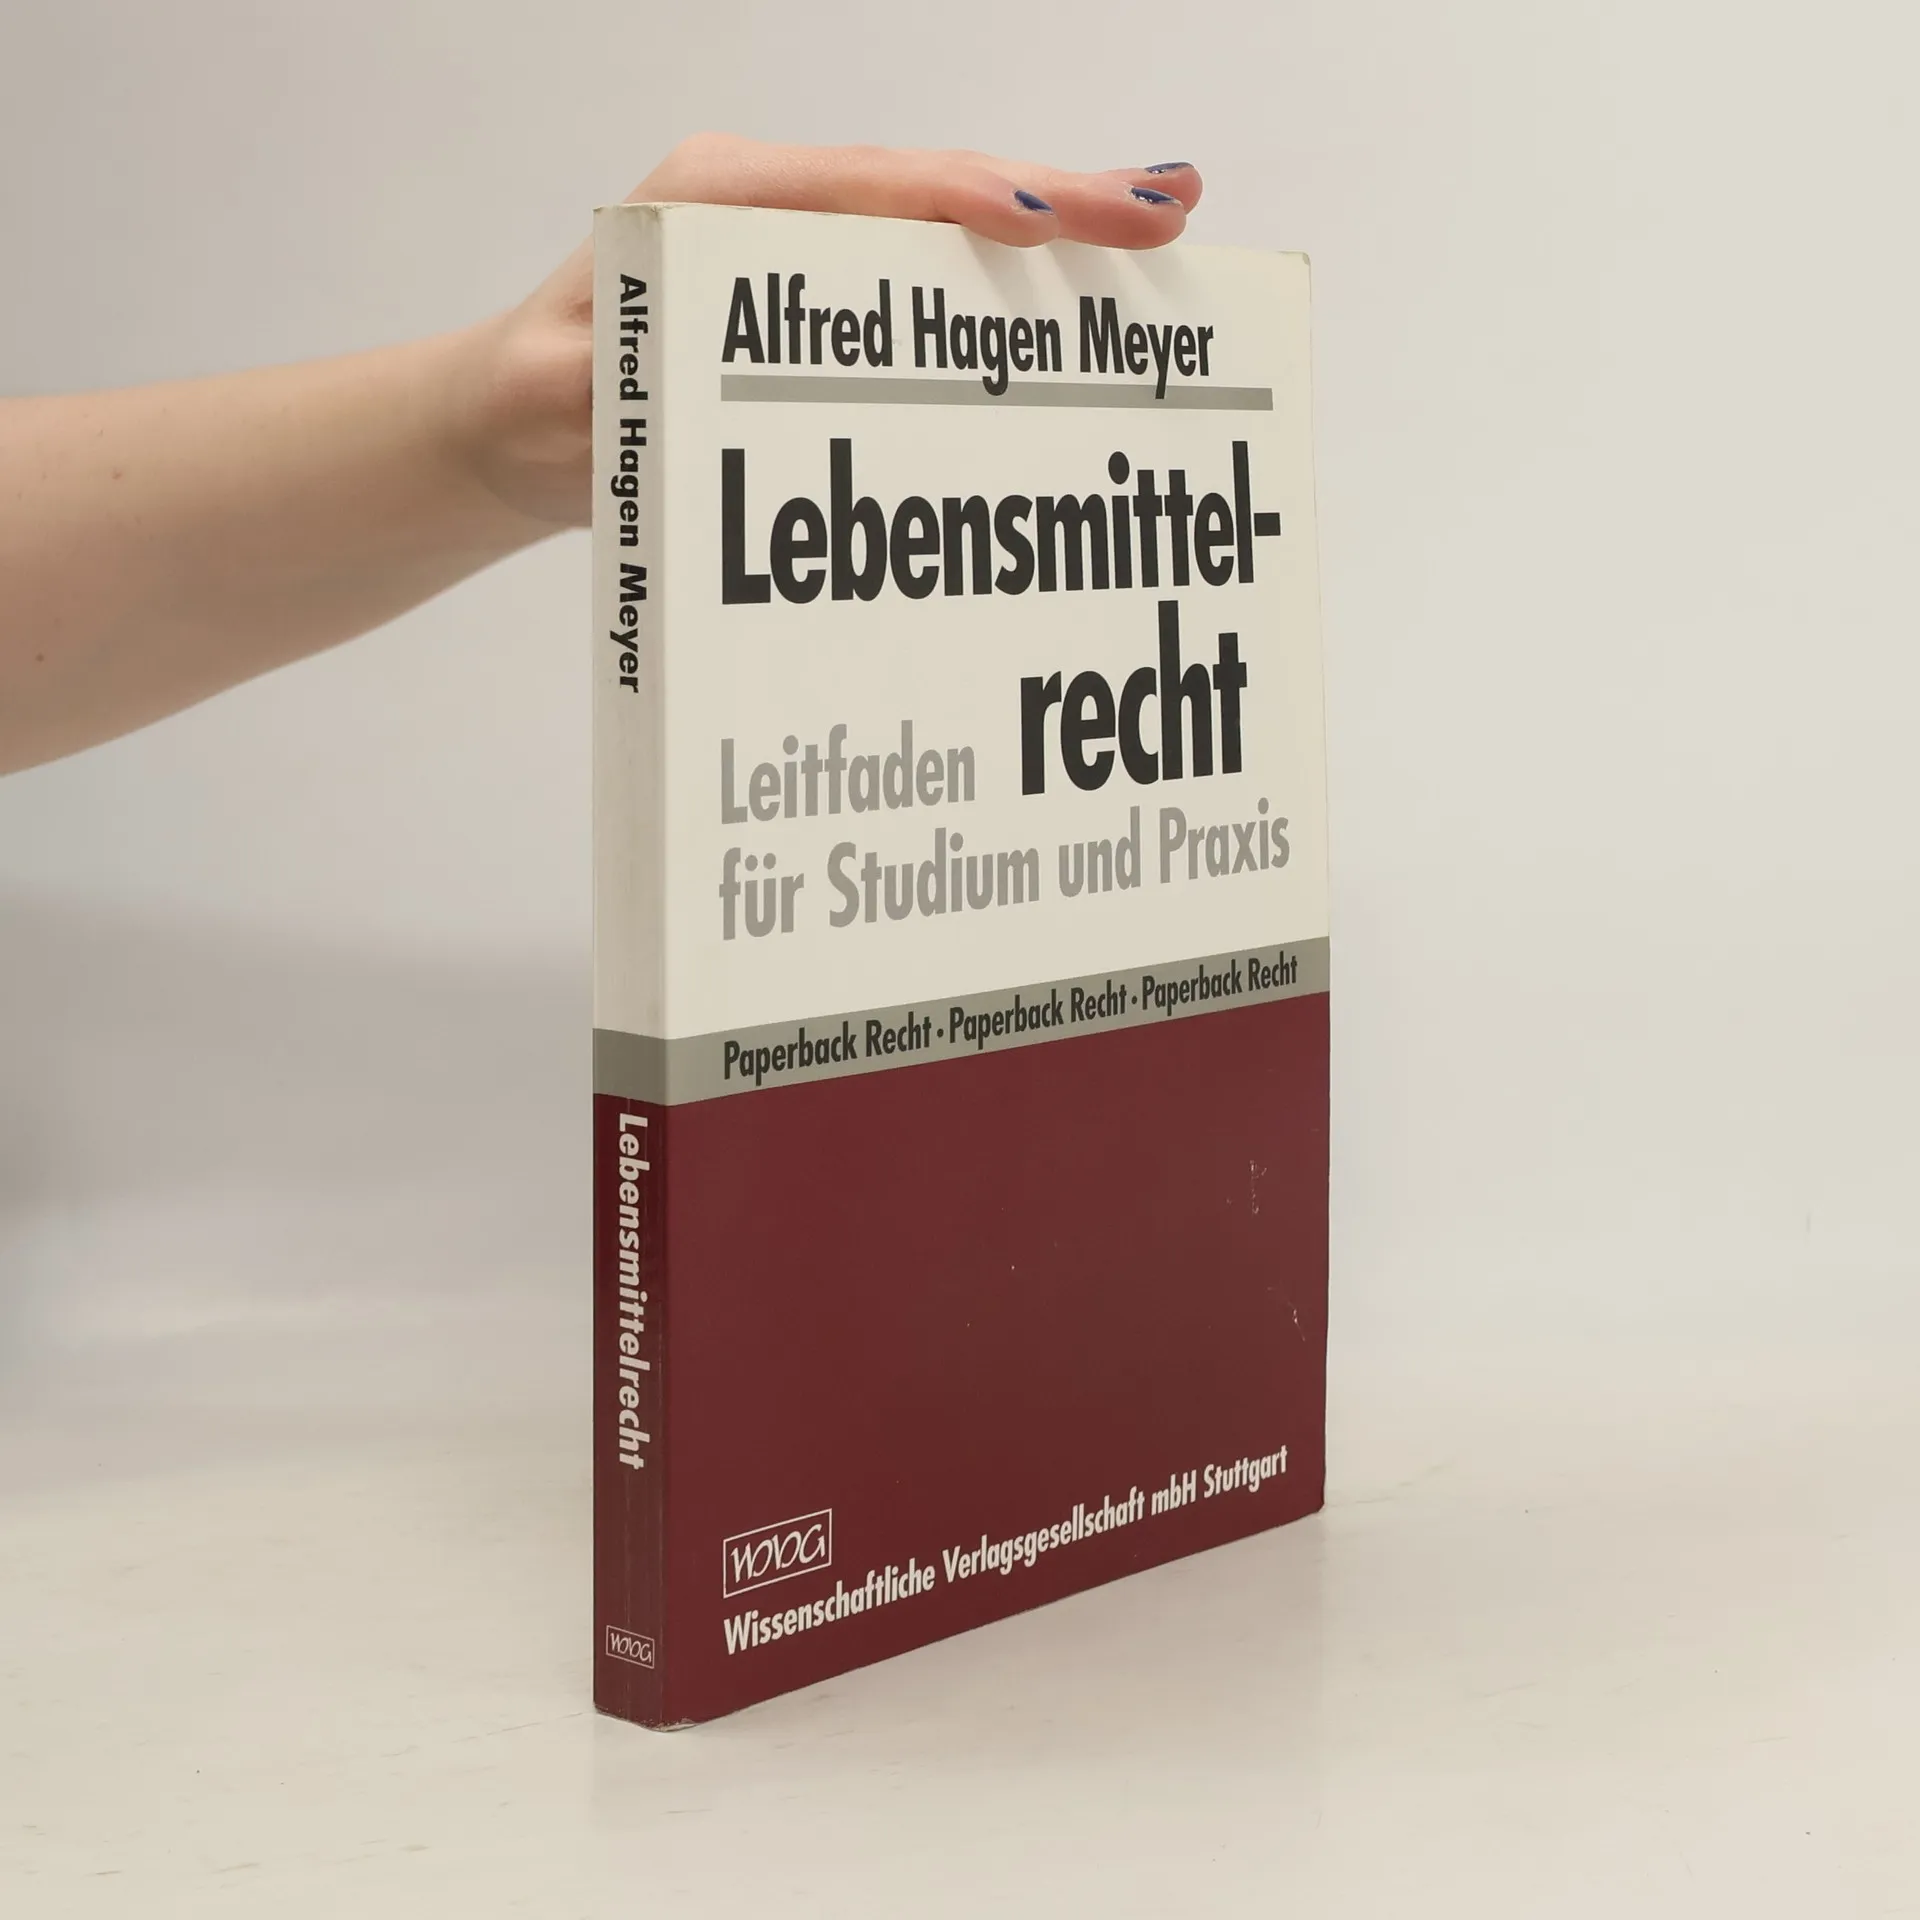 Alfred Hagen Meyer
Lebensmittel-
recht
Leitfaden
für Studium und Praxis
Paperback Recht • Paperback Recht • Paperback Recht
WVG
Wissenschaftliche Verlagsgesellschaft mbH Stuttgart
Alfred Hagen Meyer
Lebensmittelrecht
WVG